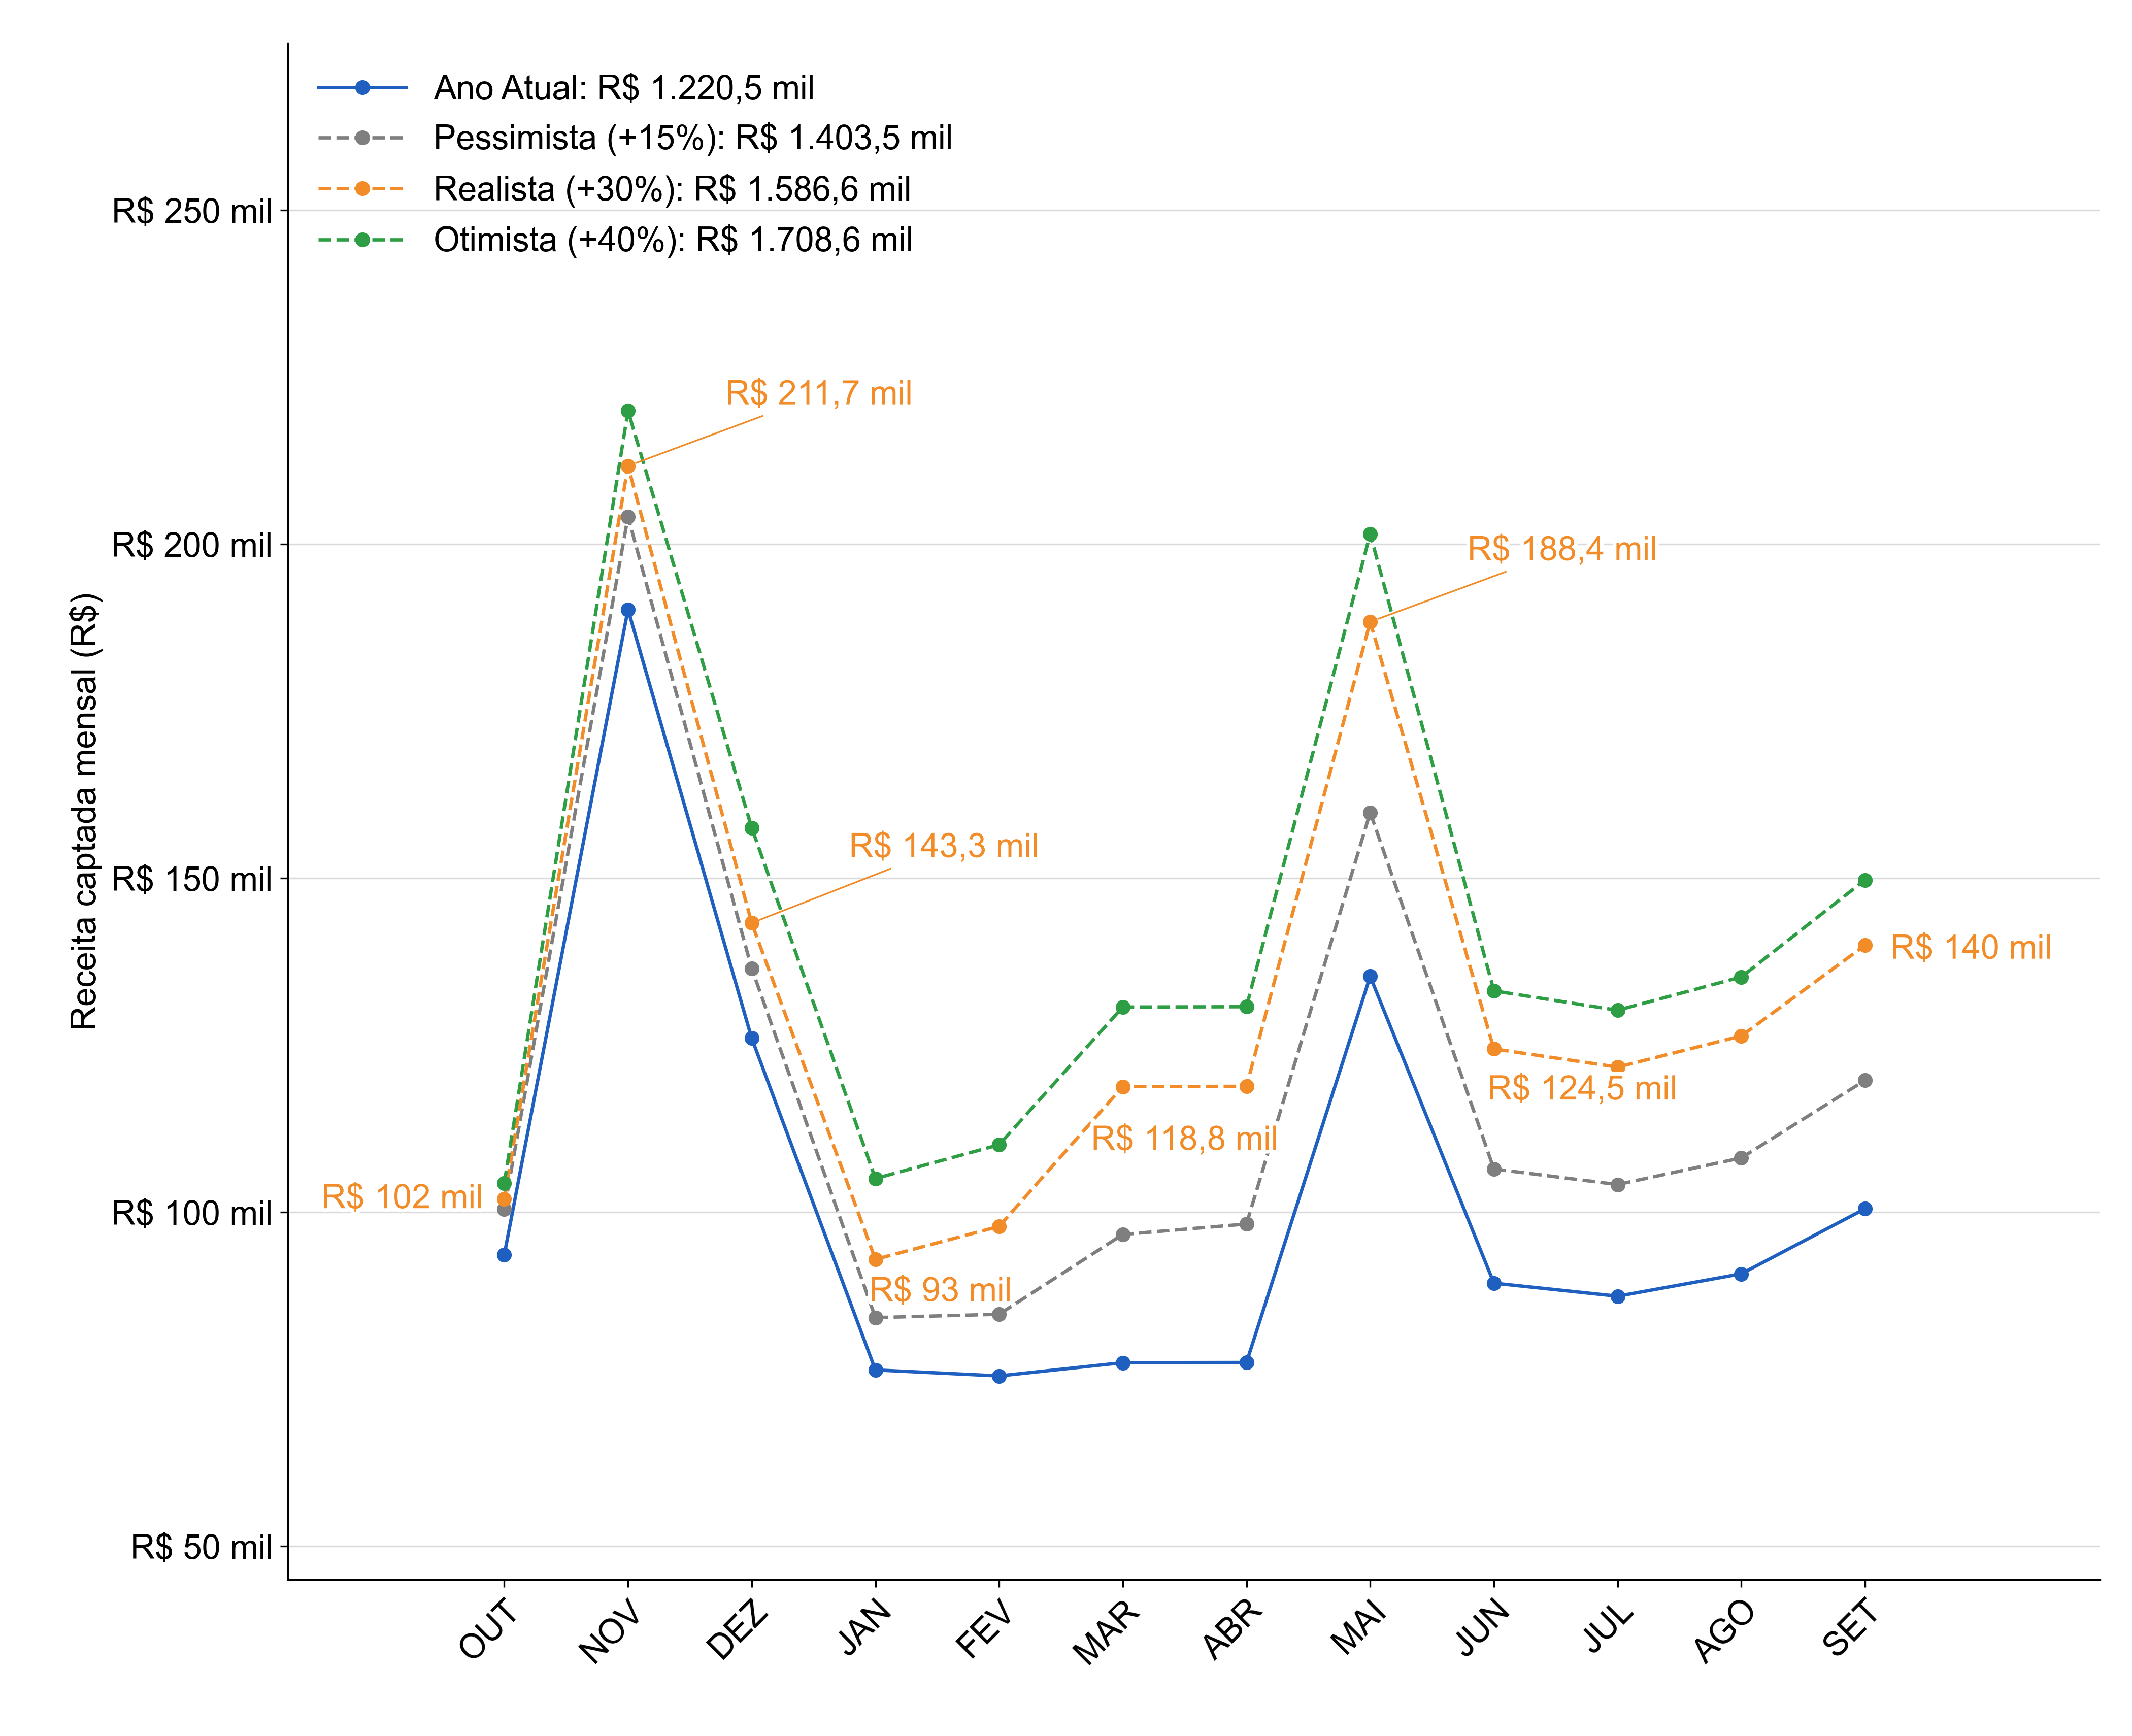 Ano Atual: R$ 1.220,5 mil
Pessimista (+15%): R$ 1.403,5 mil
Realista (+30%): R$ 1.586,6 mil
Otimista (+40%): R$ 1.708,6 mil
Receita captada mensal (R$)
R$ 250 mil
R$ 200 mil
R$ 150 mil
R$ 100 mil
R$ 50 mil
R$ 211,7 mil
R$ 188,4 mil
R$ 143,3 mil
R$ 140 mil
R$ 124,5 mil
R$ 118,8 mil
R$ 102 mil
R$ 93 mil
OUT
NOV
DEZ
JAN
FEV
MAR
ABR
MAI
JUN
JUL
AGO
SET